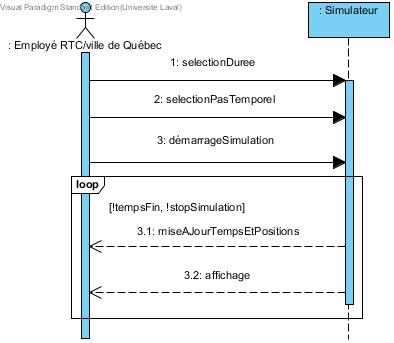 Visual Paradigm Standard Edition(Universite Laval)
: Simulateur
: Employé RTC/ville de Québec
1: selectionDuree
2: selectionPasTemporel
3: démarrageSimulation
loop
[!tempsFin, !stopSimulation]
3.1: miseAJourTempsEtPositions
3.2: affichage